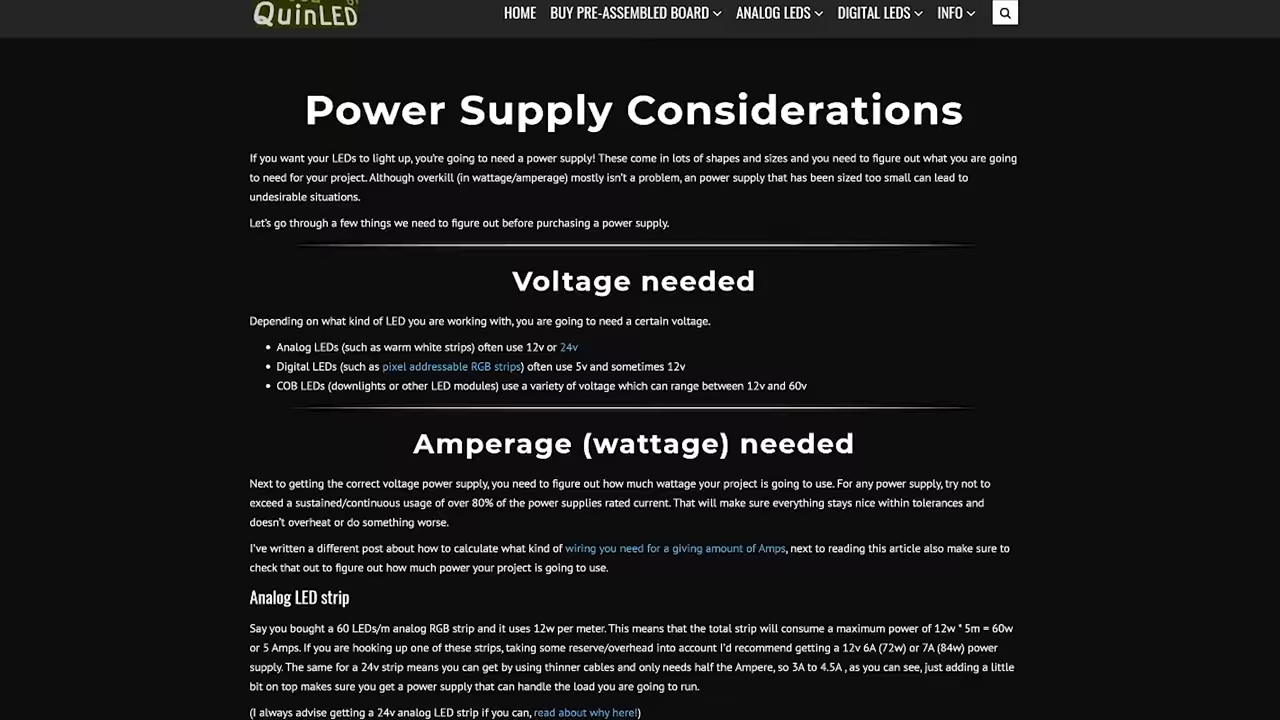 QuinLED
HOME BUY PRE-ASSEMBLED BOARD ANALOG LEDS DIGITAL LEDS INFO
Power Supply Considerations
If you want your LEDs to light up, you're going to need a power supply! These come in lots of shapes and sizes and you need to figure out what you are going
to need for your project. Although overkill (in wattage/amperage) mostly isn't a problem, an power supply that has been sized too small can lead to
undesirable situations.
Let's go through a few things we need to figure out before purchasing a power supply.
Voltage needed
Depending on what kind of LED you are working with, you are going to need a certain voltage.
• Analog LEDs (such as warm white strips) often use 12v or 24v
• Digital LEDs (such as pixel addressable RGB strips) often use 5v and sometimes 12v
• COB LEDs (downlights or other LED modules) use a variety of voltage which can range between 12v and 60v
Amperage (wattage) needed
Next to getting the correct voltage power supply, you need to figure out how much wattage your project is going to use. For any power supply, try not to
exceed a sustained/continuous usage of over 80% of the power supplies rated current. That will make sure everything stays nice within tolerances and
doesn't overheat or do something worse.
I've written a different post about how to calculate what kind of wiring you need for a giving amount of Amps, next to reading this article also make sure to
check that out to figure out how much power your project is going to use.
Analog LED strip
Say you bought a 60 LEDs/m analog RGB strip and it uses 12w per meter. This means that the total strip will consume a maximum power of 12w * 5m = 60w
or 5 Amps. If you are hooking up one of these strips, taking some reserve/overhead into account I'd recommend getting a 12v 6A (72w) or 7A (84w) power
supply. The same for a 24v strip means you can get by using thinner cables and only needs half the Ampere, so 3A to 4.5A , as you can see, just adding a little
bit on top makes sure you get a power supply that can handle the load you are going to run.
(I always advise getting a 24v analog LED strip if you can, read about why here!)